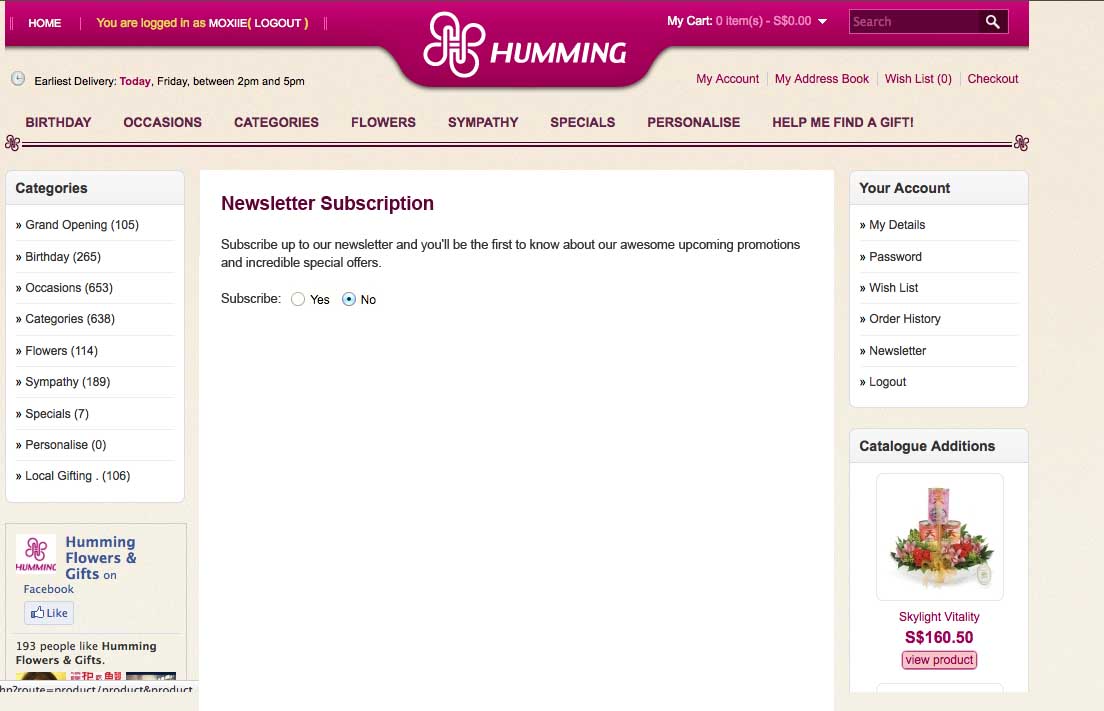 HOME
You are logged in as MOXIIE( LOGOUT )
HUMMING
My Cart: 0 item(s) - S$0.00
Search
Earliest Delivery: Today, Friday, between 2pm and 5pm
My Account
My Address Book
Wish List (0)
Checkout
BIRTHDAY
OCCASIONS
CATEGORIES
FLOWERS
SYMPATHY
SPECIALS
PERSONALISE
HELP ME FIND A GIFT!
Categories
» Grand Opening (105)
» Birthday (265)
» Occasions (653)
» Categories (638)
» Flowers (114)
» Sympathy (189)
» Specials (7)
» Personalise (0)
» Local Gifting . (106)
HUMMING
Humming
Flowers &
Gifts on
Facebook
Like
193 people like Humming
Flowers & Gifts.
hp?route=product/product&product_
Newsletter Subscription
Subscribe up to our newsletter and you'll be the first to know about our awesome upcoming promotions
and incredible special offers.
Subscribe: Yes No
Your Account
» My Details
» Password
» Wish List
» Order History
» Newsletter
» Logout
Catalogue Additions
Skylight Vitality
S$160.50
view product